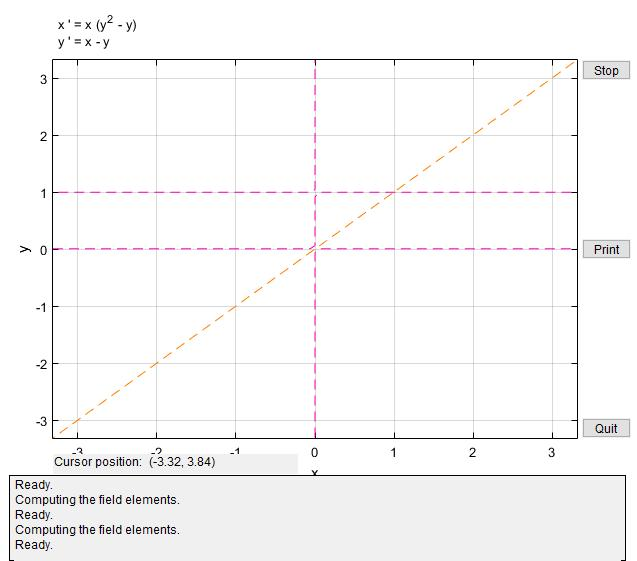 x ' = x (y² - y)
y ' = x - y
Stop
3
2
1
y
0
Print
-1
-2
-3
Quit
-3 -2 -1 0 1 2 3
Cursor position: (-3.32, 3.84)
x
Ready.
Computing the field elements.
Ready.
Computing the field elements.
Ready.